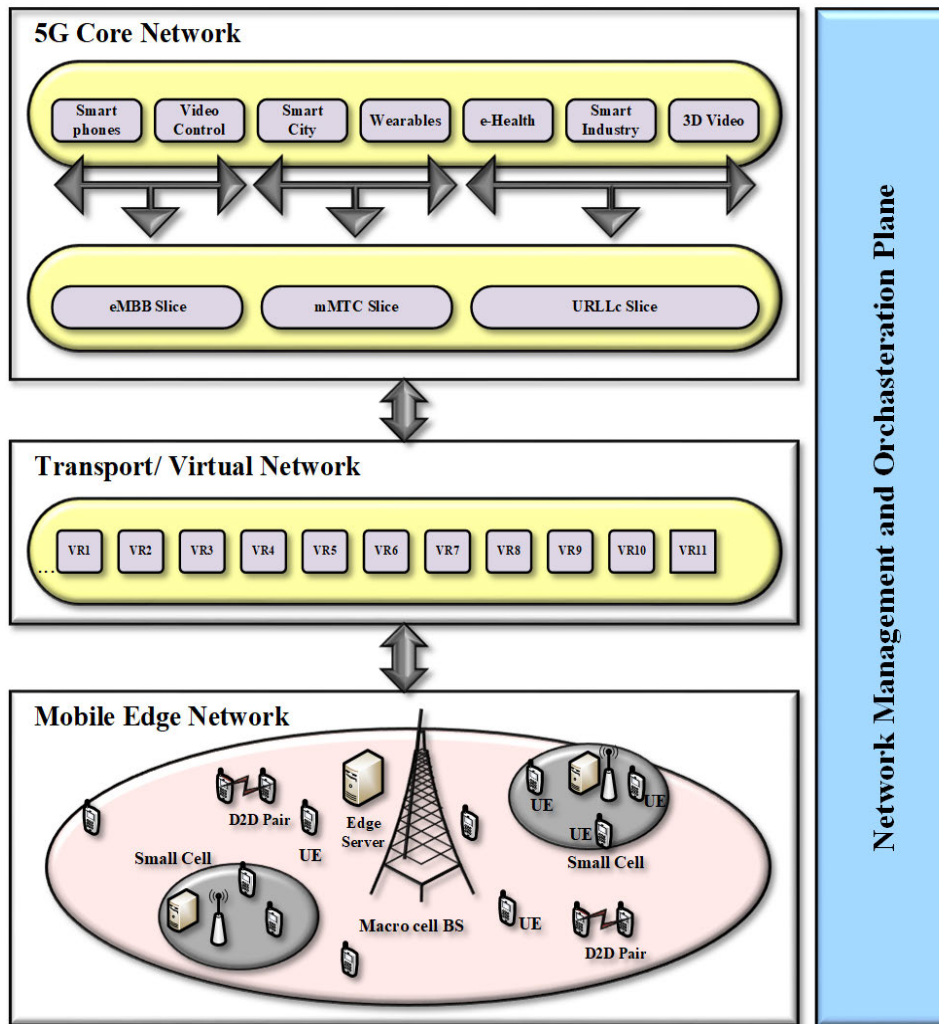 5G Core Network
Smart
phones
Video
Control
Smart
City
Wearables
e-Health
Smart
Industry
3D Video
eMBB Slice
mMTC Slice
URLLc Slice
Transport/ Virtual Network
...
VR1
VR2
VR3
VR4
VR5
VR6
VR7
VR8
VR9
VR10
VR11
Mobile Edge Network
D2D Pair
UE
Edge
Server
UE
UE
UE
Small Cell
Small Cell
Macro cell BS
UE
D2D Pair
Network Management and Orchasteration Plane